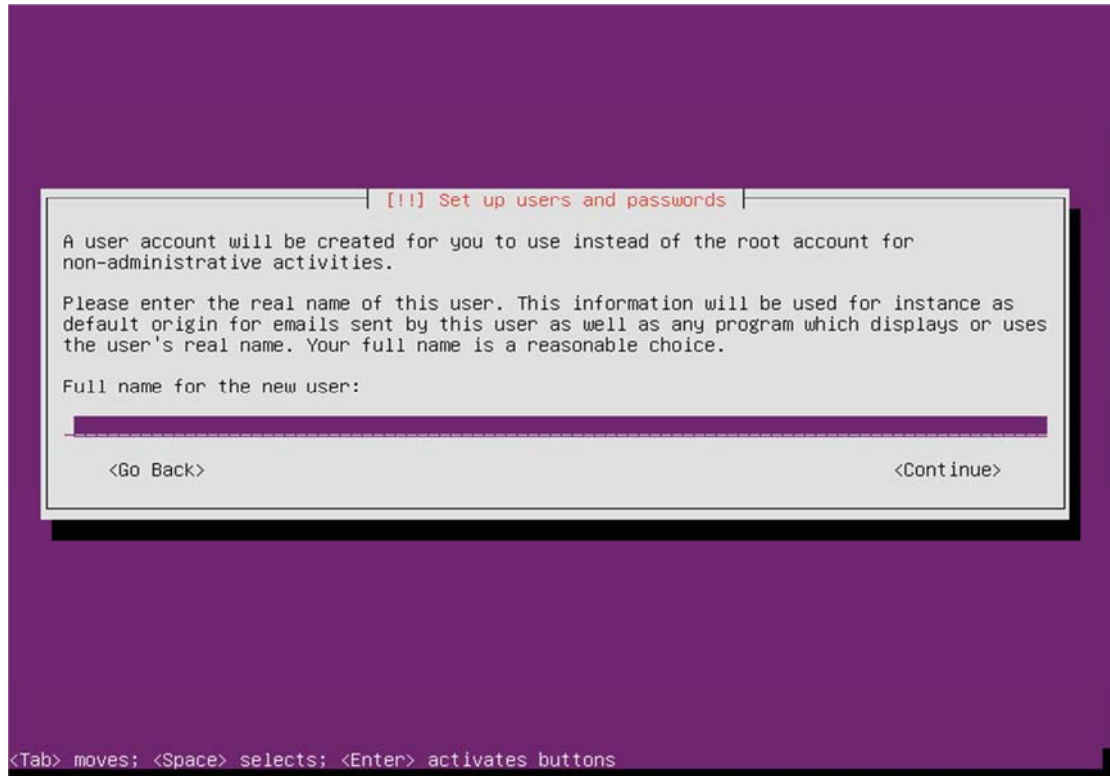 [!!] Set up users and passwords
A user account will be created for you to use instead of the root account for
non-administrative activities.
Please enter the real name of this user. This information will be used for instance as
default origin for emails sent by this user as well as any program which displays or uses
the user's real name. Your full name is a reasonable choice.
Full name for the new user:
<Go Back> <Continue>
<Tab> moves; <Space> selects; <Enter> activates buttons